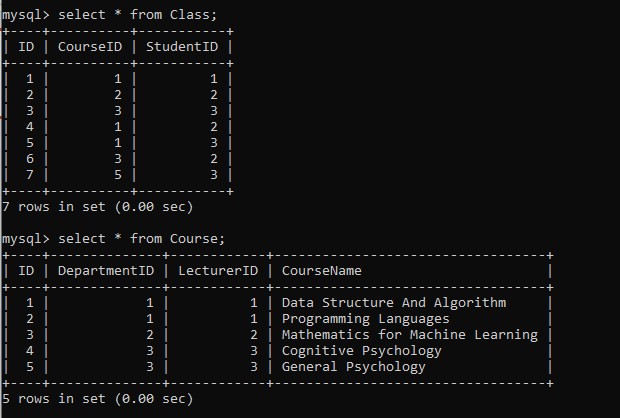 mysql> select * from Class;
+----+----------+-----------+
| ID | CourseID | StudentID |
+----+----------+-----------+
|  1 |        1 |         1 |
|  2 |        2 |         2 |
|  3 |        3 |         3 |
|  4 |        1 |         2 |
|  5 |        1 |         3 |
|  6 |        3 |         2 |
|  7 |        5 |         3 |
+----+----------+-----------+
7 rows in set (0.00 sec)
mysql> select * from Course;
+----+--------------+------------+----------------------------------+
| ID | DepartmentID | LecturerID | CourseName                       |
+----+--------------+------------+----------------------------------+
|  1 |            1 |          1 | Data Structure And Algorithm     |
|  2 |            1 |          1 | Programming Languages            |
|  3 |            2 |          2 | Mathematics for Machine Learning |
|  4 |            3 |          3 | Cognitive Psychology             |
|  5 |            3 |          3 | General Psychology               |
+----+--------------+------------+----------------------------------+
5 rows in set (0.00 sec)